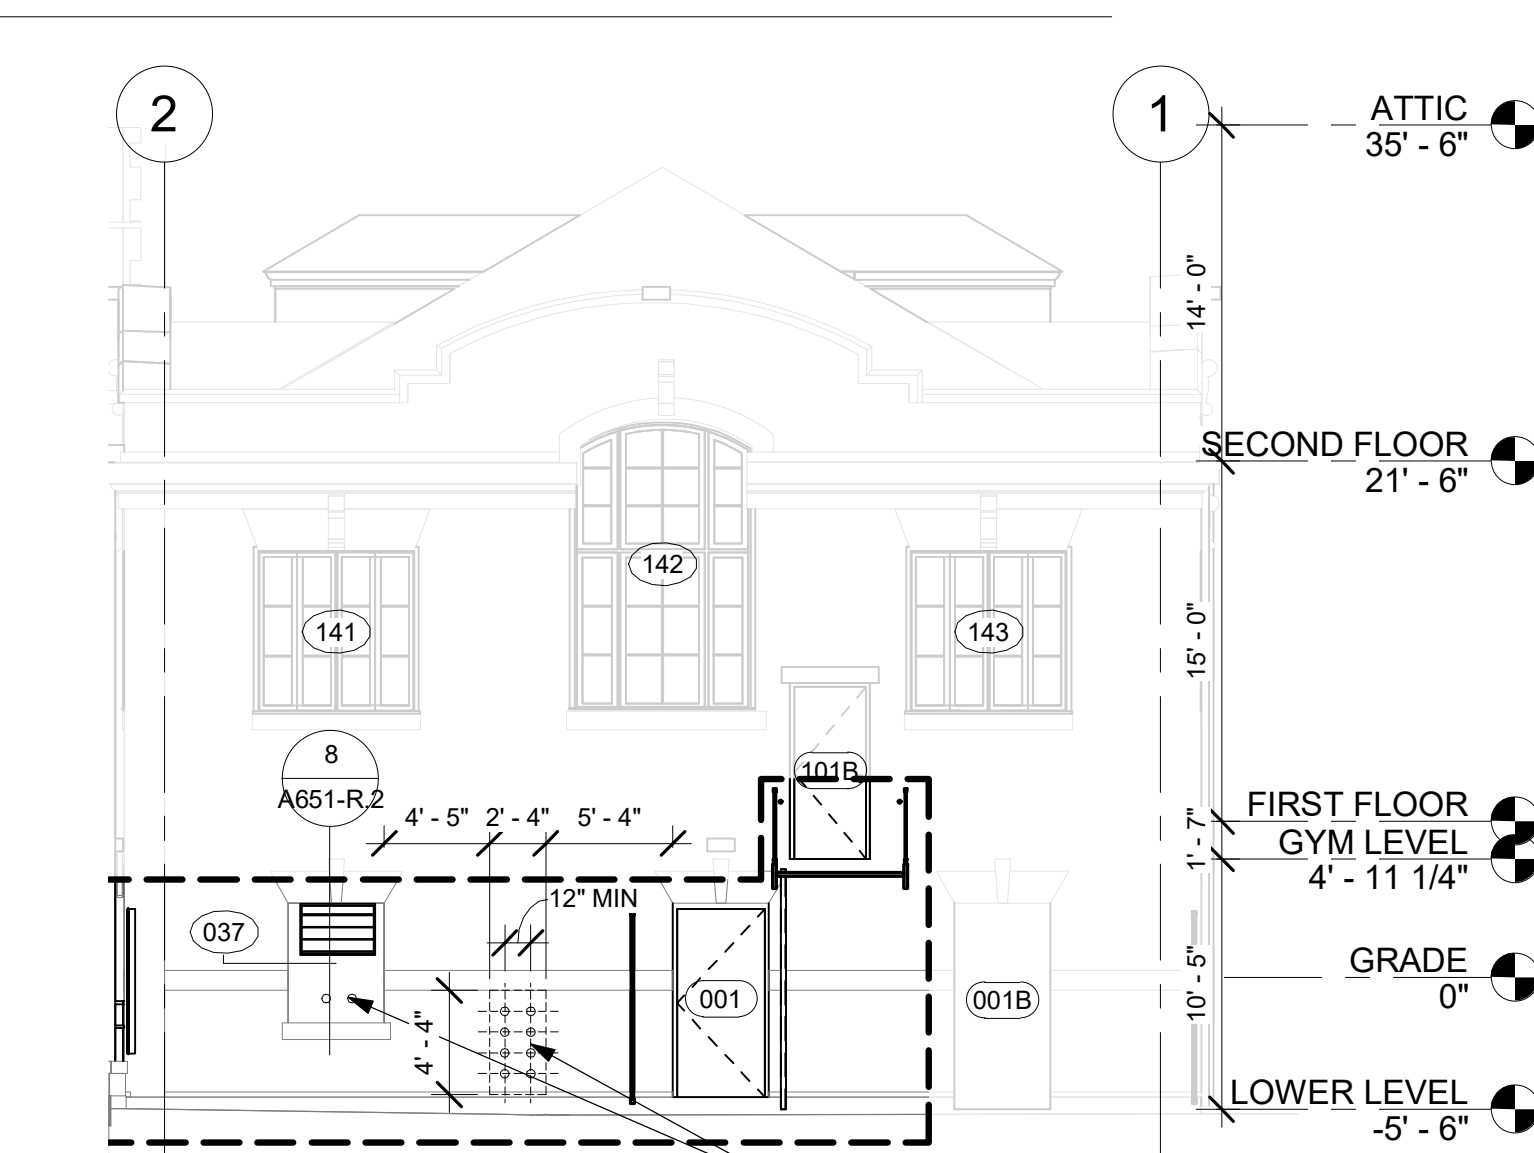 2
1
ATTIC
35' - 6"
14' - 0"
SECOND FLOOR
21' - 6"
142
141
143
15' - 0"
8
A651-R.2
101B
4' - 5"
2' - 4"
5' - 4"
FIRST FLOOR
1' - 7"
GYM LEVEL
4' - 11 1/4"
12" MIN
037
GRADE
0"
001
001B
10' - 5"
4' - 4"
LOWER LEVEL
-5' - 6"